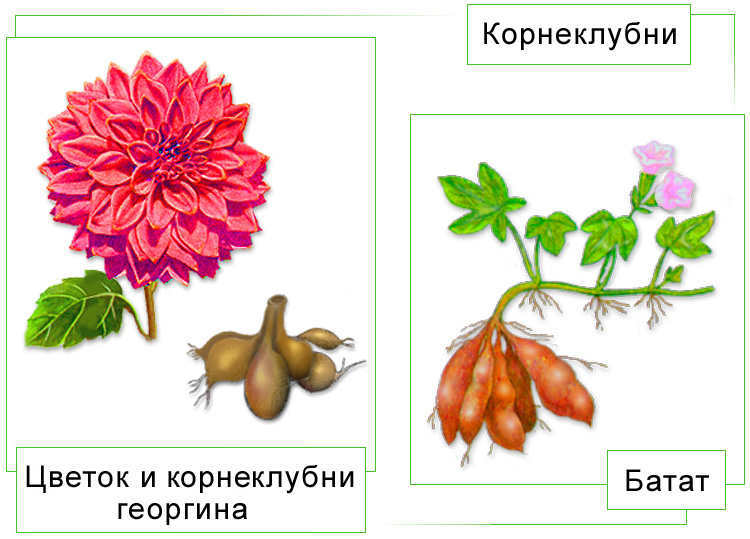 Корнеклубни
Цветок и корнеклубни
георгина
Батат